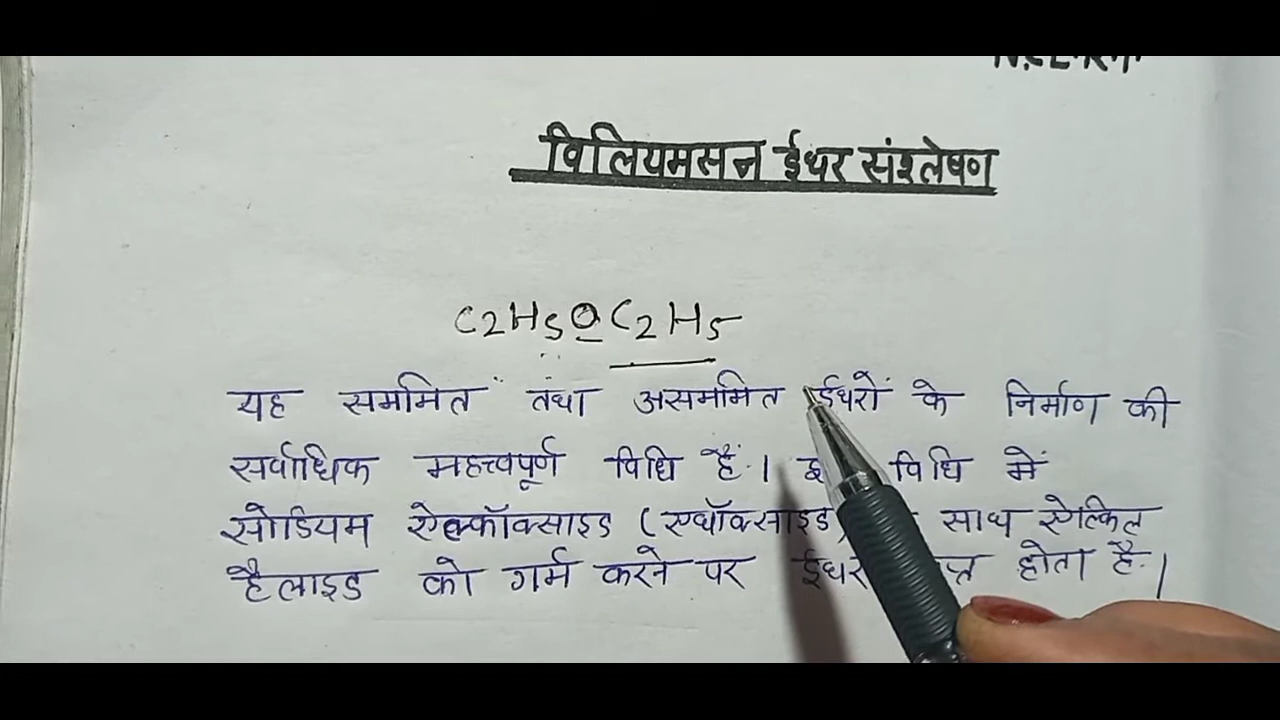 विलियमसन ईथर संश्लेषण
C2H5OC2H5
यह सममित तथा असममित ईथरों के निर्माण की
सर्वाधिक महत्त्वपूर्ण विधि है। विधि में
सोडियम ऐल्कॉक्साइड (एथॉक्साइड) साथ ऐल्किल
हैलाइड को गर्म करने पर ईथर होता है।